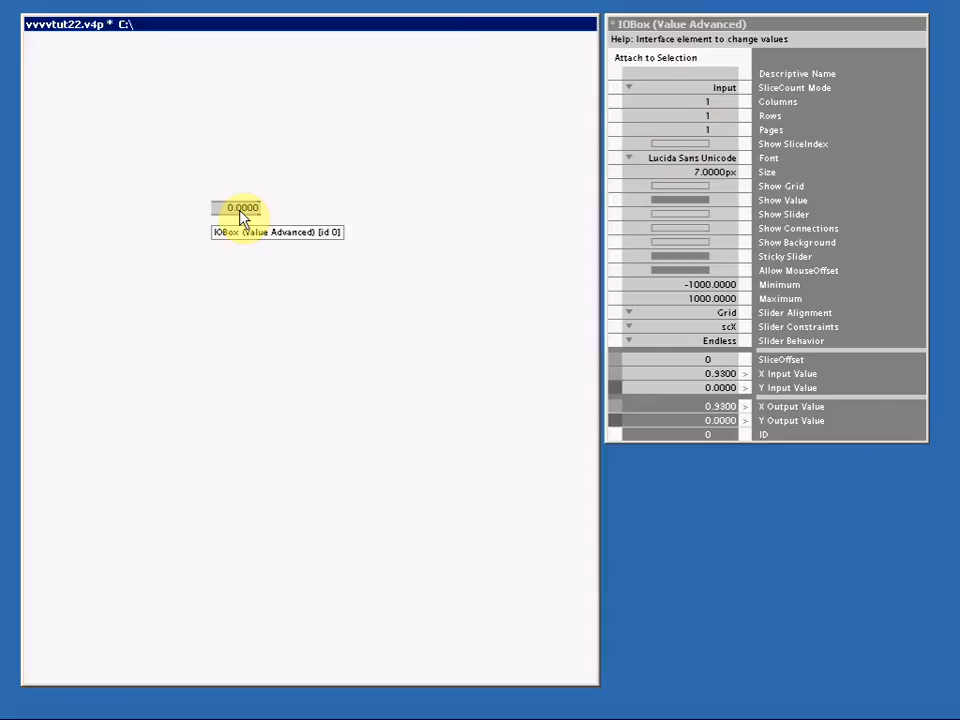 vvvvtut22.v4p * C:\
0.0000
IOBox (Value Advanced) [id 0]
* IOBox (Value Advanced)
Help: Interface element to change values
Attach to Selection
Descriptive Name
Input SliceCount Mode
1 Columns
1 Rows
1 Pages
Show SliceIndex
Lucida Sans Unicode Font
7.0000px Size
Show Grid
Show Value
Show Slider
Show Connections
Show Background
Sticky Slider
Allow MouseOffset
-1000.0000 Minimum
1000.0000 Maximum
Grid Slider Alignment
scX Slider Constraints
Endless Slider Behavior
0 SliceOffset
0.9300 > X Input Value
0.0000 > Y Input Value
0.9300 > X Output Value
0.0000 > Y Output Value
0 ID